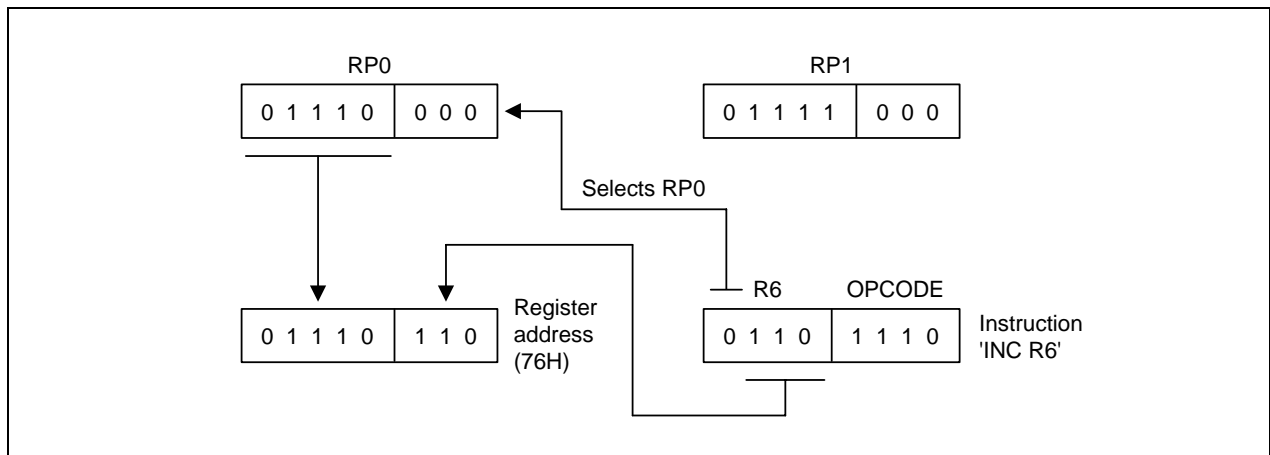 RP0
RP1
0 1 1 1 0 0 0 0
0 1 1 1 1 0 0 0
Selects RP0
R6 OPCODE
0 1 1 1 0 1 1 0
Register
address
(76H)
0 1 1 0 1 1 1 0
Instruction
'INC R6'